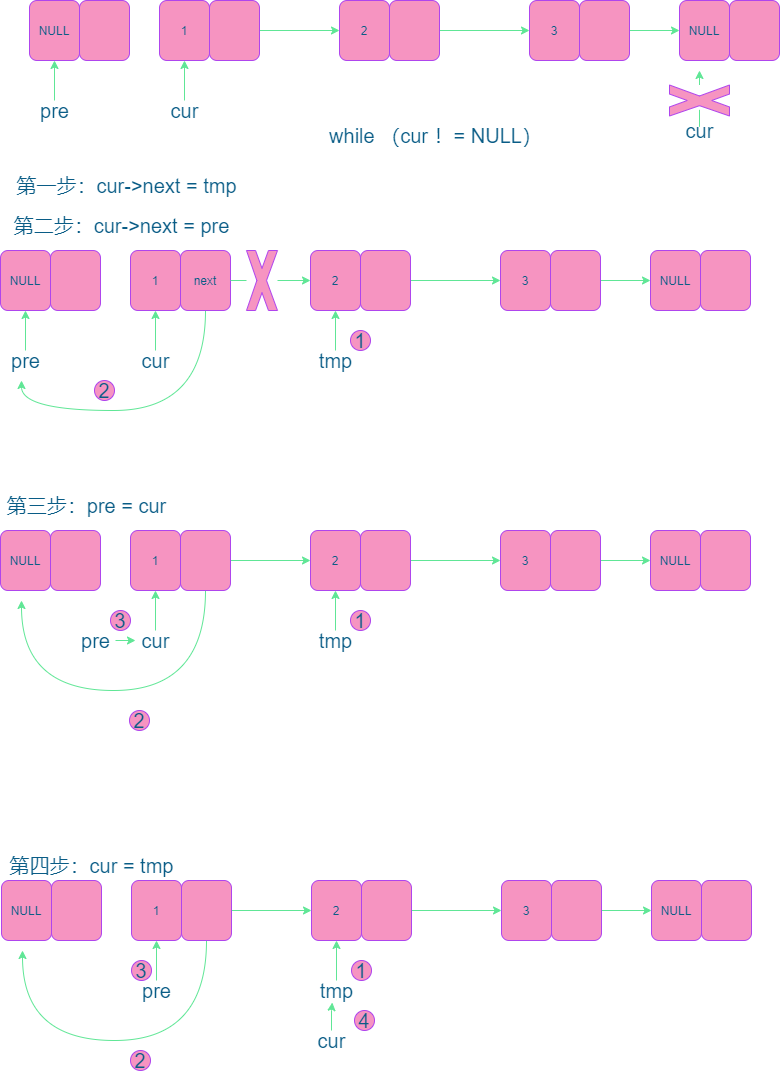 NULL 1 2 3 NULL
pre cur
cur
while （cur ！= NULL）
第一步：cur->next = tmp
第二步：cur->next = pre
NULL 1 next 2 3 NULL
1
pre cur tmp
2
第三步：pre = cur
NULL 1 2 3 NULL
3 1
pre cur tmp
2
第四步：cur = tmp
NULL 1 2 3 NULL
3 1
pre tmp
4
cur
2